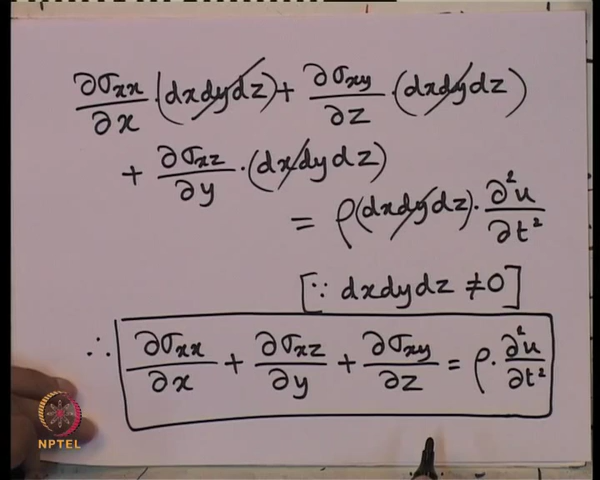 ∂σxx/∂x · (dxdydz) + ∂σxy/∂z · (dxdydz)
+ ∂σxz/∂y · (dxdydz)
= ρ(dxdydz) · ∂²u/∂t²
[∵ dxdydz ≠ 0]
∴ ∂σxx/∂x + ∂σxz/∂y + ∂σxy/∂z = ρ · ∂²u/∂t²
NPTEL